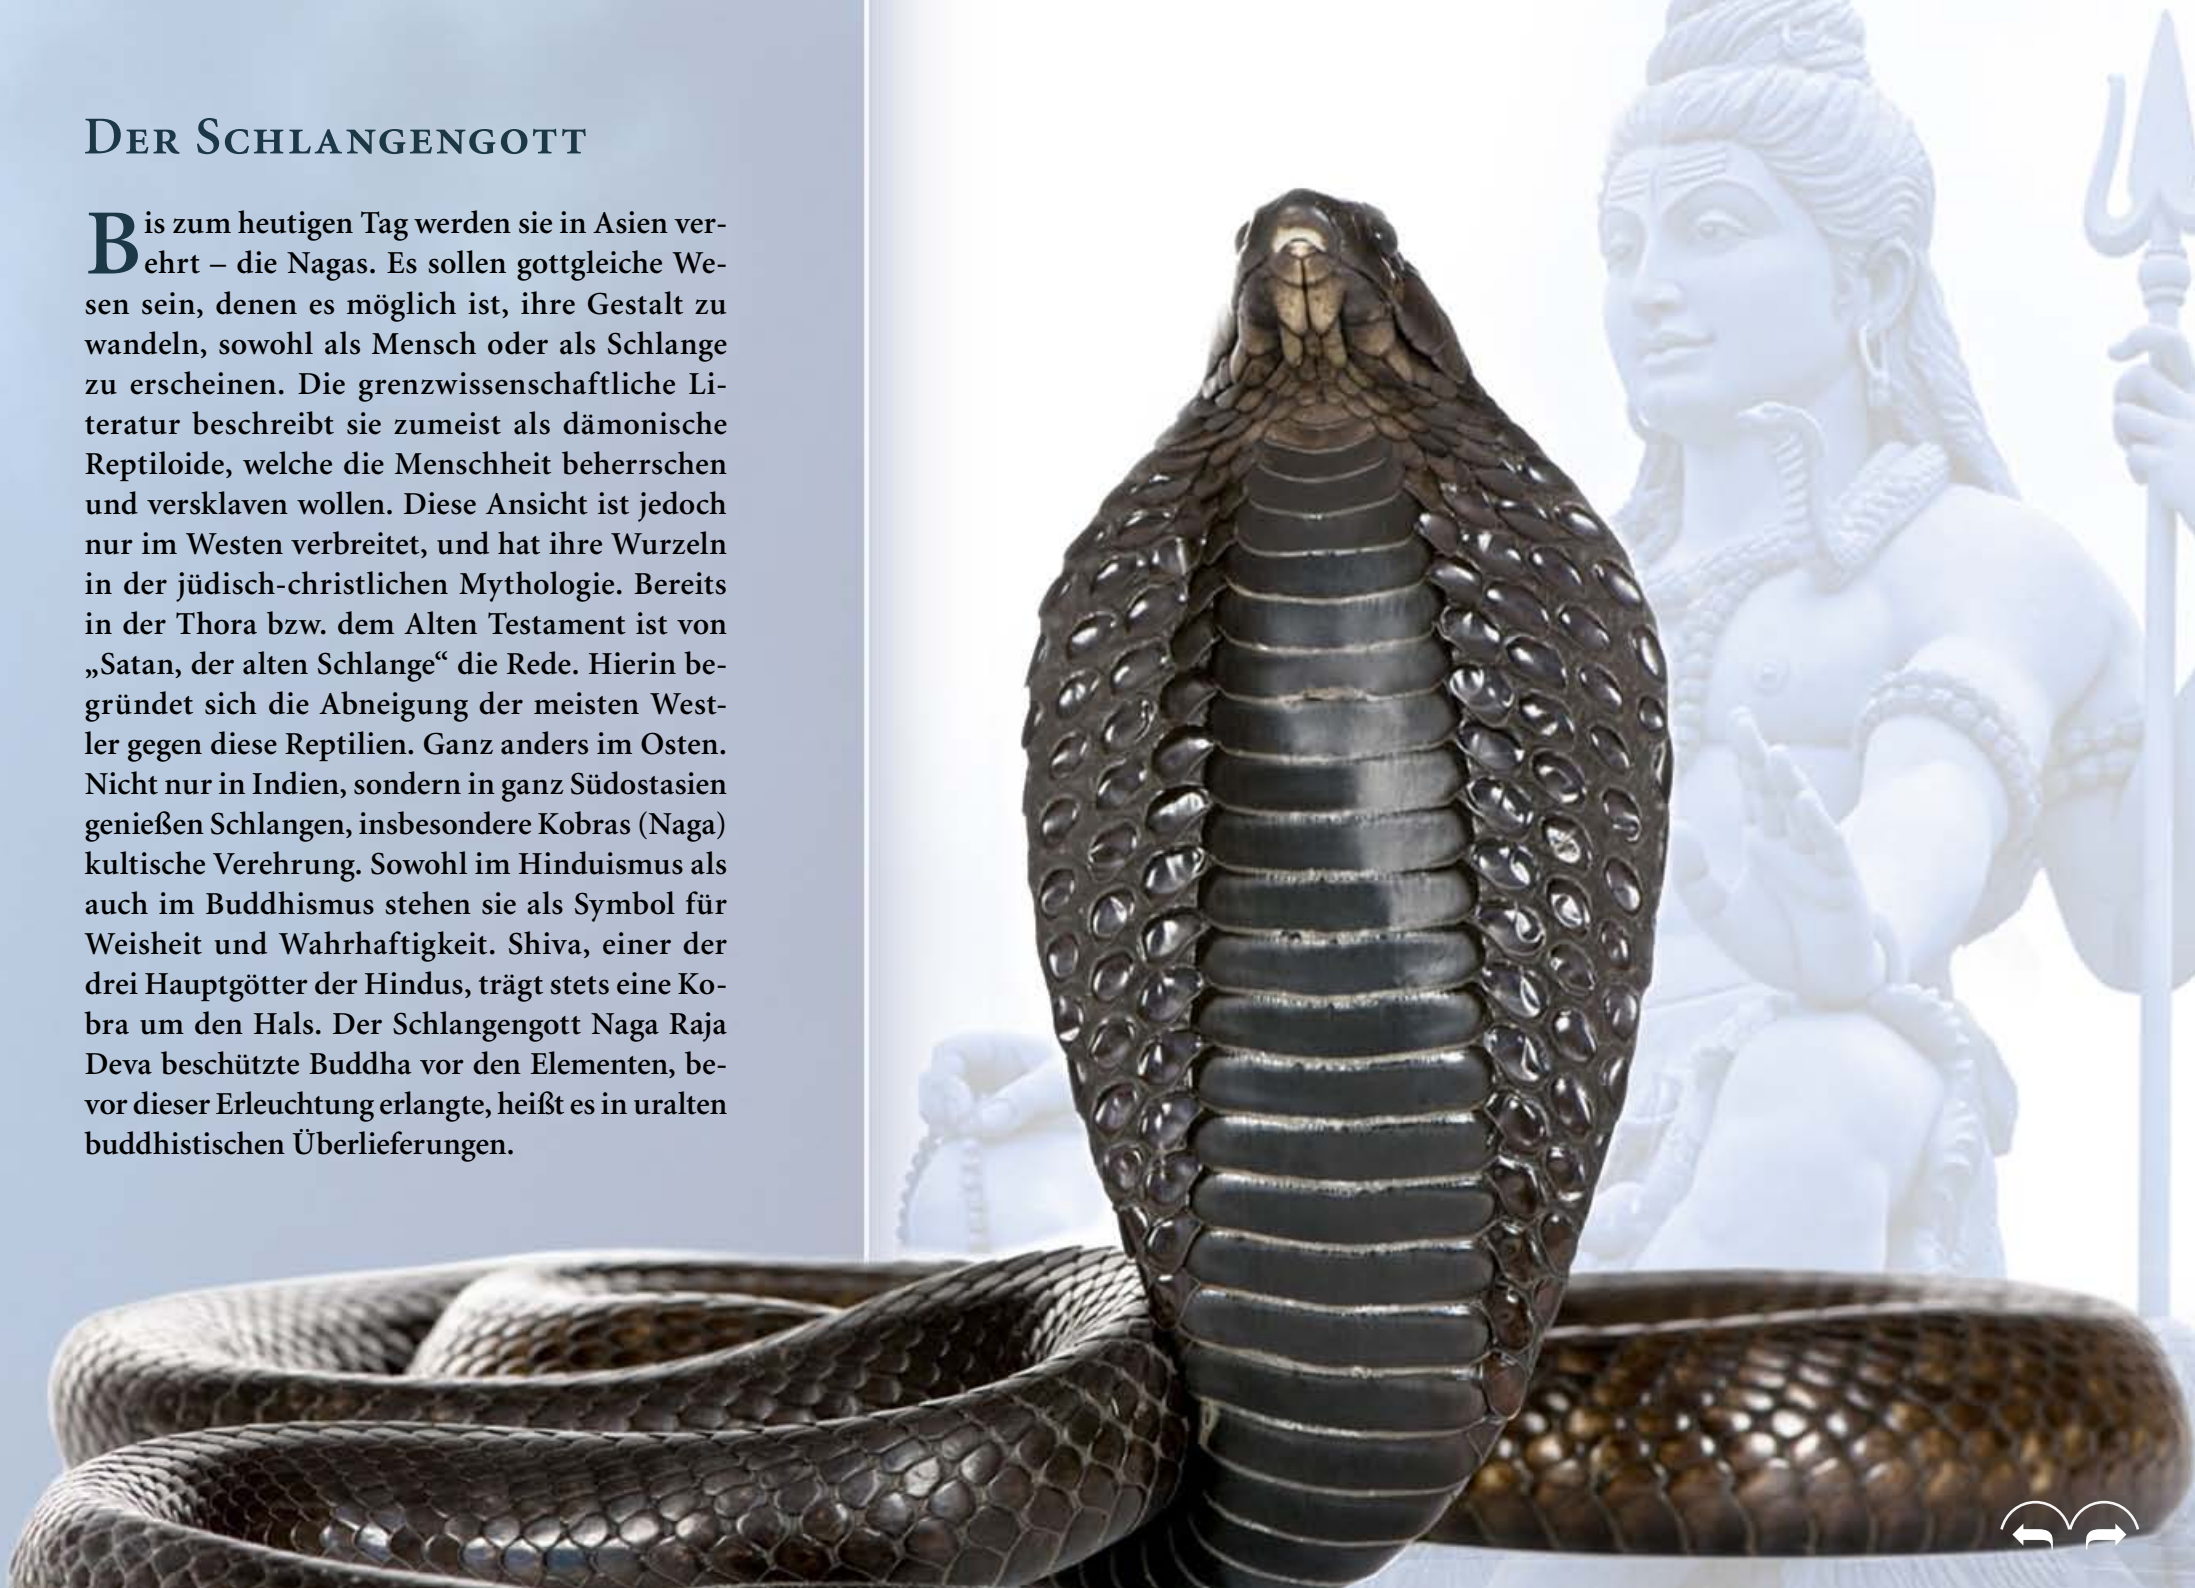 Der Schlangengott
Bis zum heutigen Tag werden sie in Asien ver-
ehrt – die Nagas. Es sollen gottgleiche We-
sen sein, denen es möglich ist, ihre Gestalt zu
wandeln, sowohl als Mensch oder als Schlange
zu erscheinen. Die grenzwissenschaftliche Li-
teratur beschreibt sie zumeist als dämonische
Reptiloide, welche die Menschheit beherrschen
und versklaven wollen. Diese Ansicht ist jedoch
nur im Westen verbreitet, und hat ihre Wurzeln
in der jüdisch-christlichen Mythologie. Bereits
in der Thora bzw. dem Alten Testament ist von
„Satan, der alten Schlange“ die Rede. Hierin be-
gründet sich die Abneigung der meisten West-
ler gegen diese Reptilien. Ganz anders im Osten.
Nicht nur in Indien, sondern in ganz Südostasien
genießen Schlangen, insbesondere Kobras (Naga)
kultische Verehrung. Sowohl im Hinduismus als
auch im Buddhismus stehen sie als Symbol für
Weisheit und Wahrhaftigkeit. Shiva, einer der
drei Hauptgötter der Hindus, trägt stets eine Ko-
bra um den Hals. Der Schlangengott Naga Raja
Deva beschützte Buddha vor den Elementen, be-
vor dieser Erleuchtung erlangte, heißt es in uralten
buddhistischen Überlieferungen.